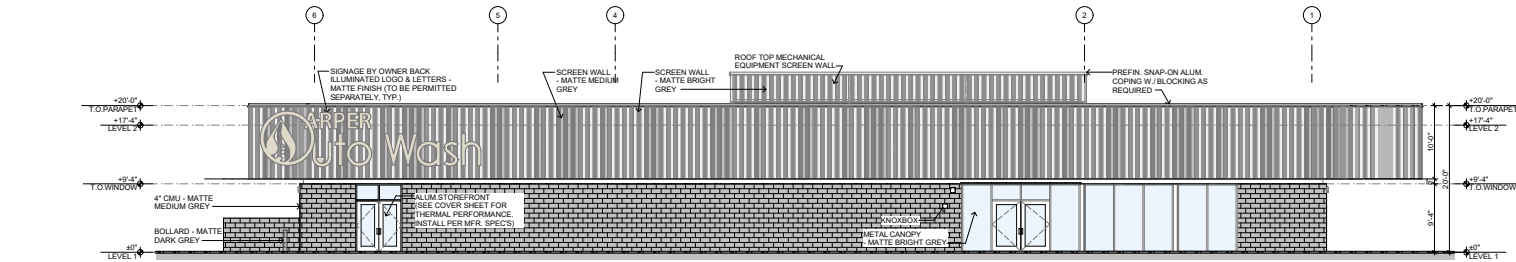 6
5
4
2
1
SIGNAGE BY OWNER BACK
ILLUMINATED LOGO & LETTERS -
MATTE FINISH (TO BE PERMITTED
SEPARATELY, TYP.)
SCREEN WALL
- MATTE MEDIUM
GREY
SCREEN WALL
- MATTE BRIGHT
GREY
ROOF TOP MECHANICAL
EQUIPMENT SCREEN WALL
PREFIN. SNAP-ON ALUM.
COPING W./ BLOCKING AS
REQUIRED
+20'-0"
T.O.PARAPET
+17'-4"
LEVEL 2
+9'-4"
T.O.WINDOW
±0"
LEVEL 1
ARPER
uto Wash
4" CMU - MATTE
MEDIUM GREY
BOLLARD - MATTE
DARK GREY
ALUM.STOREFRONT
(SEE COVER SHEET FOR
THERMAL PERFORMANCE.
INSTALL PER MFR. SPEC'S)
KNOXBOX
METAL CANOPY
- MATTE BRIGHT GREY
10'-0"
9'-4"
20'-0"
+20'-0"
T.O.PARAPET
+17'-4"
LEVEL 2
+9'-4"
T.O.WINDOW
±0"
LEVEL 1